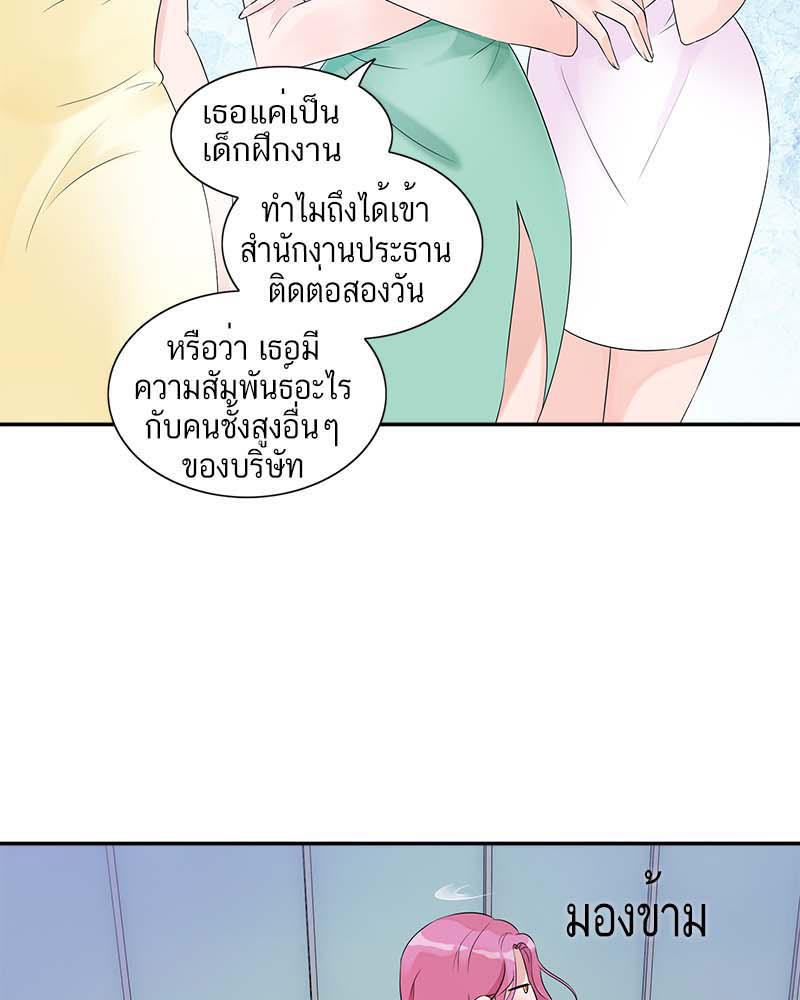 เธอแค่เป็น
เด็กฝึกงาน
ทำไมถึงได้เข้า
สำนักงานประธาน
ติดต่อสองวัน
หรือว่า เธอมี
ความสัมพันธ์อะไร
กับคนชั้งสูงอื่นๆ
ของบริษัท
มองข้าม